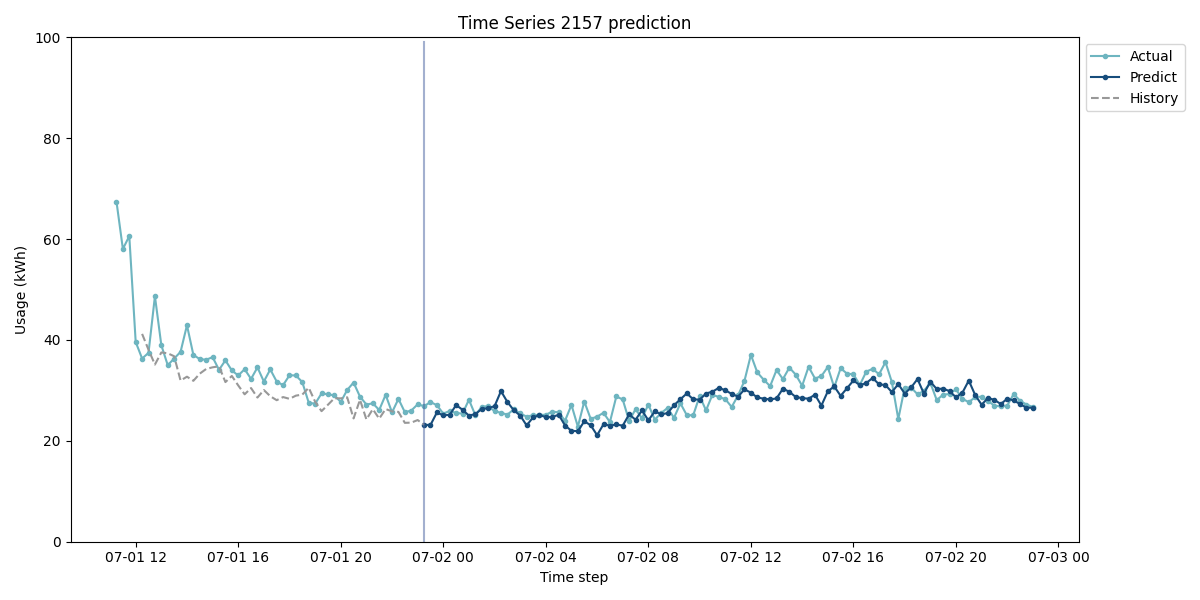 Time Series 2157 prediction
100
80
60
40
20
0
Usage (kWh)
07-01 12
07-01 16
07-01 20
07-02 00
07-02 04
07-02 08
07-02 12
07-02 16
07-02 20
07-03 00
Time step
Actual
Predict
History